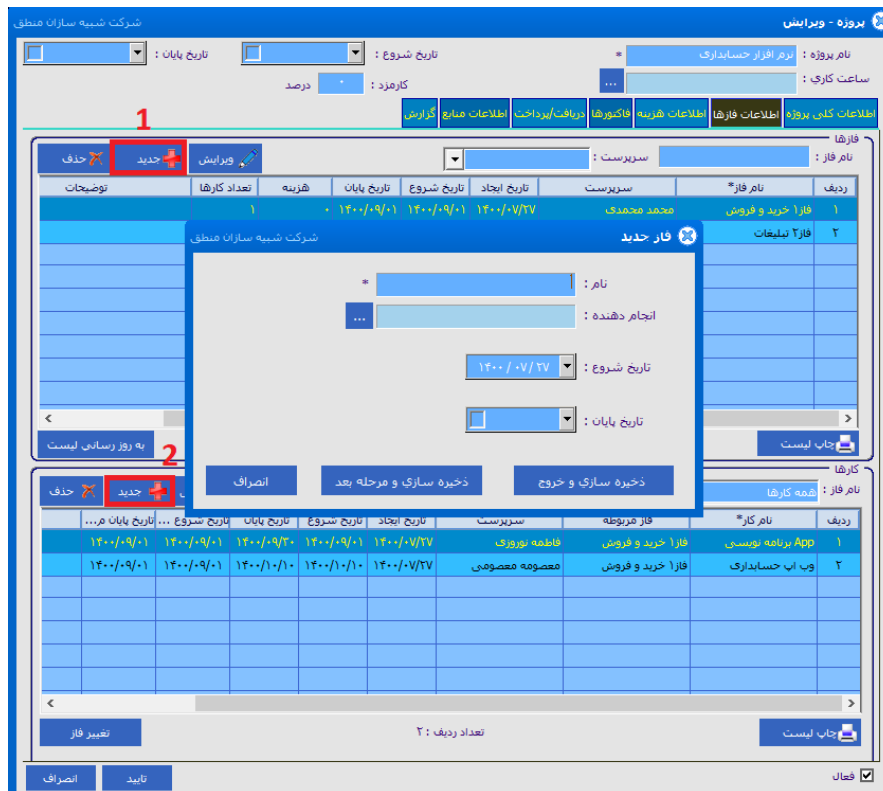 پروژه - ویرایش
شرکت شبیه سازان منطق
نام پروژه : نرم افزار حسابداری *
تاریخ شروع :
تاریخ پایان :
ساعت کاری : ...
کارمزد : ۰ درصد
اطلاعات کلی پروژه اطلاعات فازها اطلاعات هزینه فاکتورها دریافت/پرداخت اطلاعات منابع گزارش
1
فازها
نام فاز : سرپرست : ویرایش جدید حذف
ردیف نام فاز* سرپرست تاریخ ایجاد تاریخ شروع تاریخ پایان هزینه تعداد کارها توضیحات
۱ فاز۱ خرید و فروش محمد محمدی ۱۴۰۰/۰۷/۲۷ ۱۴۰۰/۰۹/۰۱ ۱۴۰۰/۰۹/۰۱ ۰ ۱
۲ فاز۲ تبلیغات
فاز جدید
شرکت شبیه سازان منطق
نام : *
انجام دهنده : ...
تاریخ شروع : ۱۴۰۰/۰۷/۲۷
تاریخ پایان :
ذخیره سازی و خروج ذخیره سازی و مرحله بعد انصراف
چاپ لیست به روز رسانی لیست
2
کارها
نام فاز : همه کارها جدید حذف
ردیف نام کار* فاز مربوطه سرپرست تاریخ ایجاد تاریخ شروع تاریخ پایان تاریخ شروع ... تاریخ پایان م...
۱ App برنامه نویسی فاز۱ خرید و فروش فاطمه نوروزی ۱۴۰۰/۰۷/۲۷ ۱۴۰۰/۰۹/۰۱ ۱۴۰۰/۰۹/۳۰ ۱۴۰۰/۰۹/۰۱ ۱۴۰۰/۰۹/۰۱
۲ وب اپ حسابداری فاز۱ خرید و فروش معصومه معصومی ۱۴۰۰/۰۷/۲۷ ۱۴۰۰/۱۰/۱۰ ۱۴۰۰/۱۰/۱۰ ۱۴۰۰/۰۹/۰۱ ۱۴۰۰/۰۹/۰۱
چاپ لیست تعداد ردیف : ۲ تغییر فاز
فعال تایید انصراف